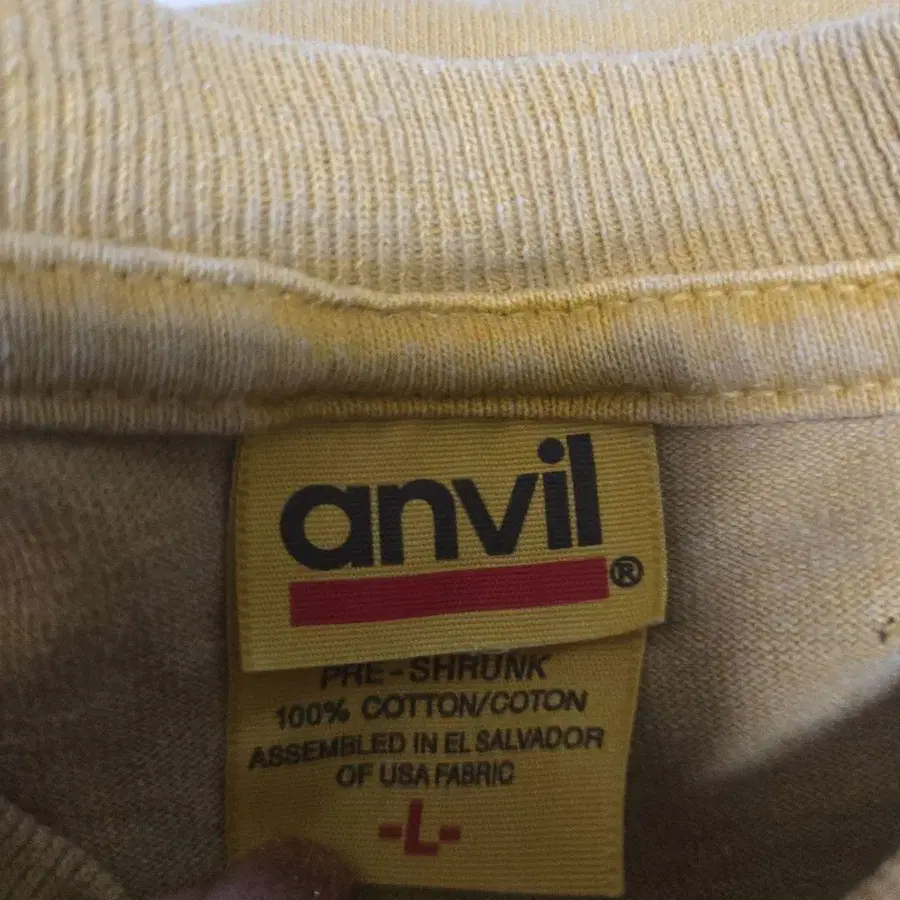 anvil®
PRE-SHRUNK
100% COTTON/COTON
ASSEMBLED IN EL SALVADOR
OF USA FABRIC
-L-